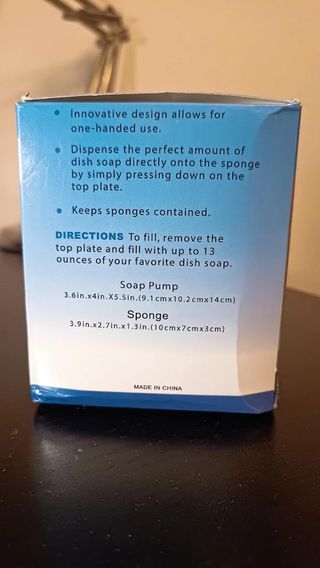 • Innovative design allows for
one-handed use.
• Dispense the perfect amount of
dish soap directly onto the sponge
by simply pressing down on the
top plate.
• Keeps sponges contained.
DIRECTIONS To fill, remove the
top plate and fill with up to 13
ounces of your favorite dish soap.
Soap Pump
3.6in.x4in.X5.5in.(9.1cmx10.2cmx14cm)
Sponge
3.9in.x2.7in.x1.3in.(10cmx7cmx3cm)
MADE IN CHINA